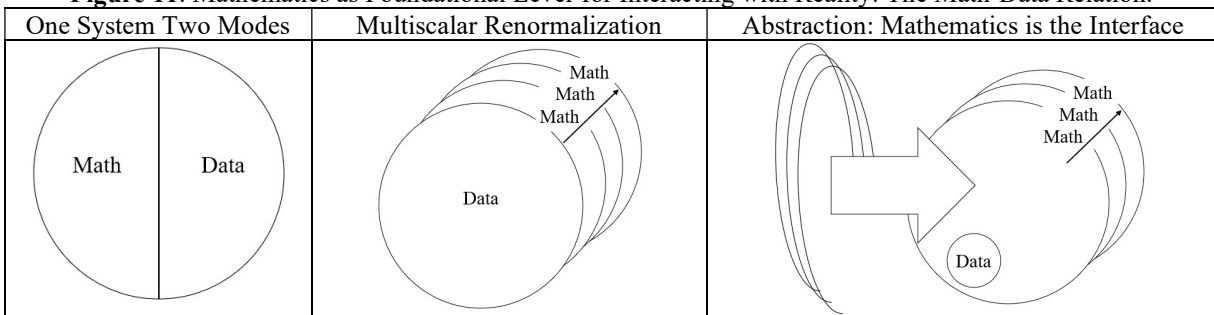 Figure 11: Mathematics as Foundational Lever for Interacting with Reality: The Math-Data Relation.
One System Two Modes
Multiscalar Renormalization
Abstraction: Mathematics is the Interface
Math
Data
Math
Math
Math
Data
Math
Math
Math
Data